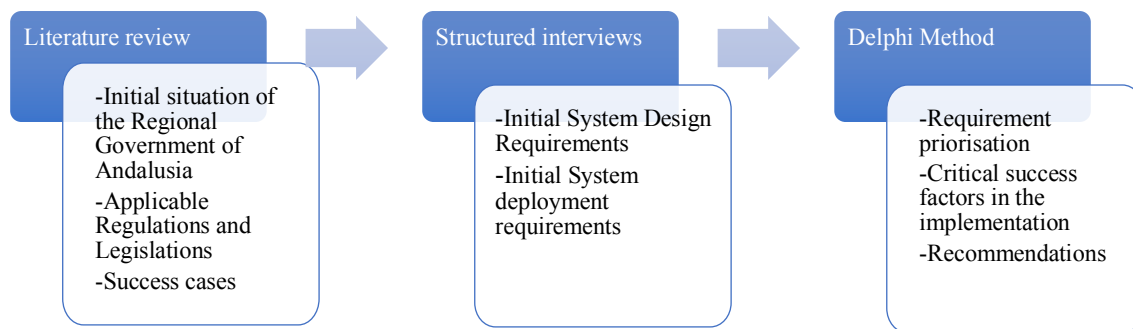 Literature review
-Initial situation of
the Regional
Government of
Andalusia
-Applicable
Regulations and
Legislations
-Success cases
Structured interviews
-Initial System Design
Requirements
-Initial System
deployment
requirements
Delphi Method
-Requirement
priorisation
-Critical success
factors in the
implementation
-Recommendations